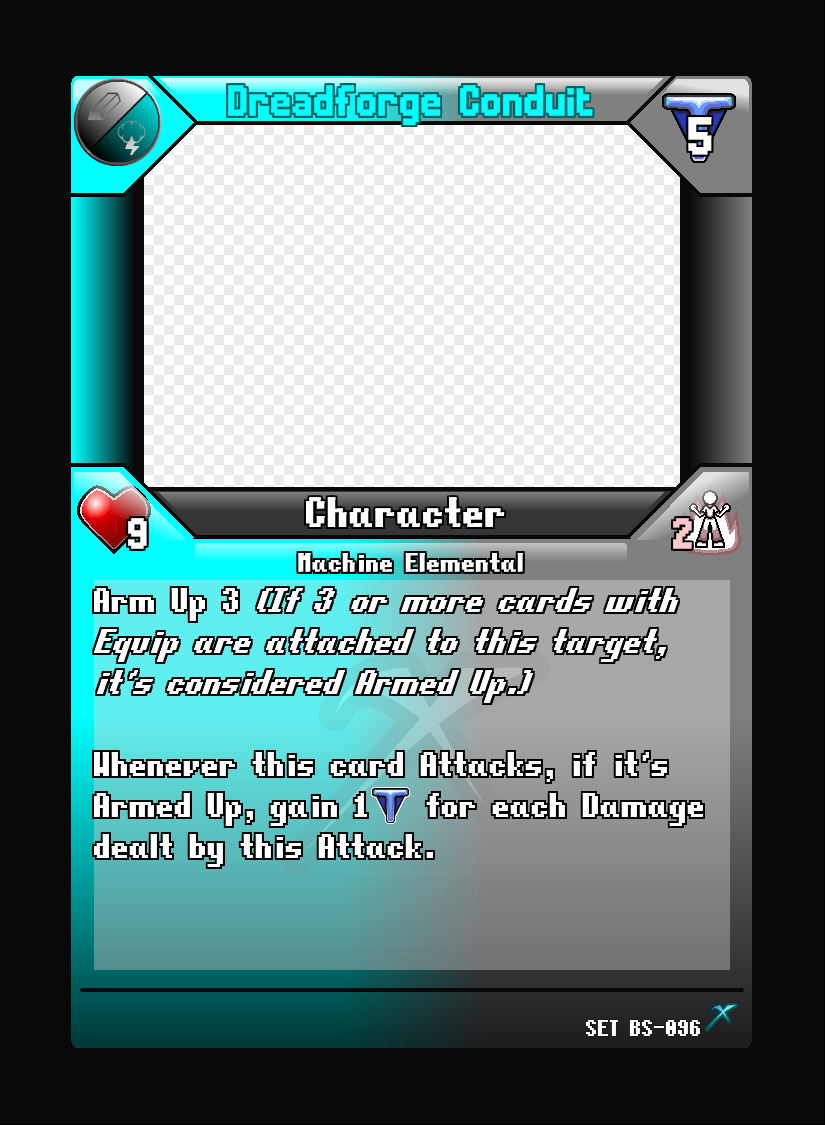 Dreadforge Conduit
5
Character
9
2
Machine Elemental
Arm Up 3 (If 3 or more cards with
Equip are attached to this target,
it's considered Armed Up.)
Whenever this card Attacks, if it's
Armed Up, gain 1 for each Damage
dealt by this Attack.
SET BS-096